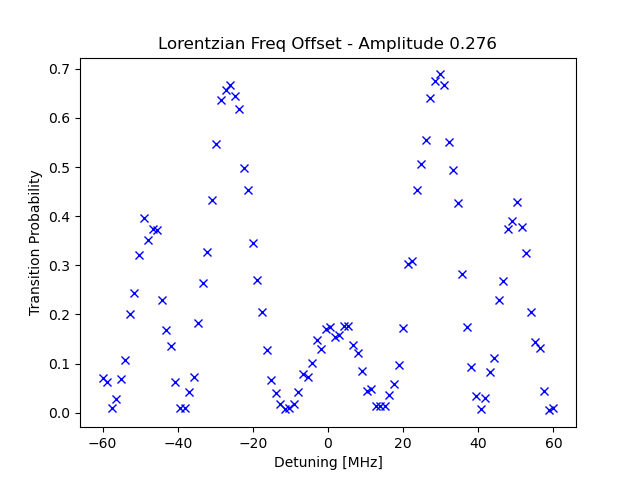 Lorentzian Freq Offset - Amplitude 0.276
Transition Probability
0.7
0.6
0.5
0.4
0.3
0.2
0.1
0.0
−60 −40 −20 0 20 40 60
Detuning [MHz]